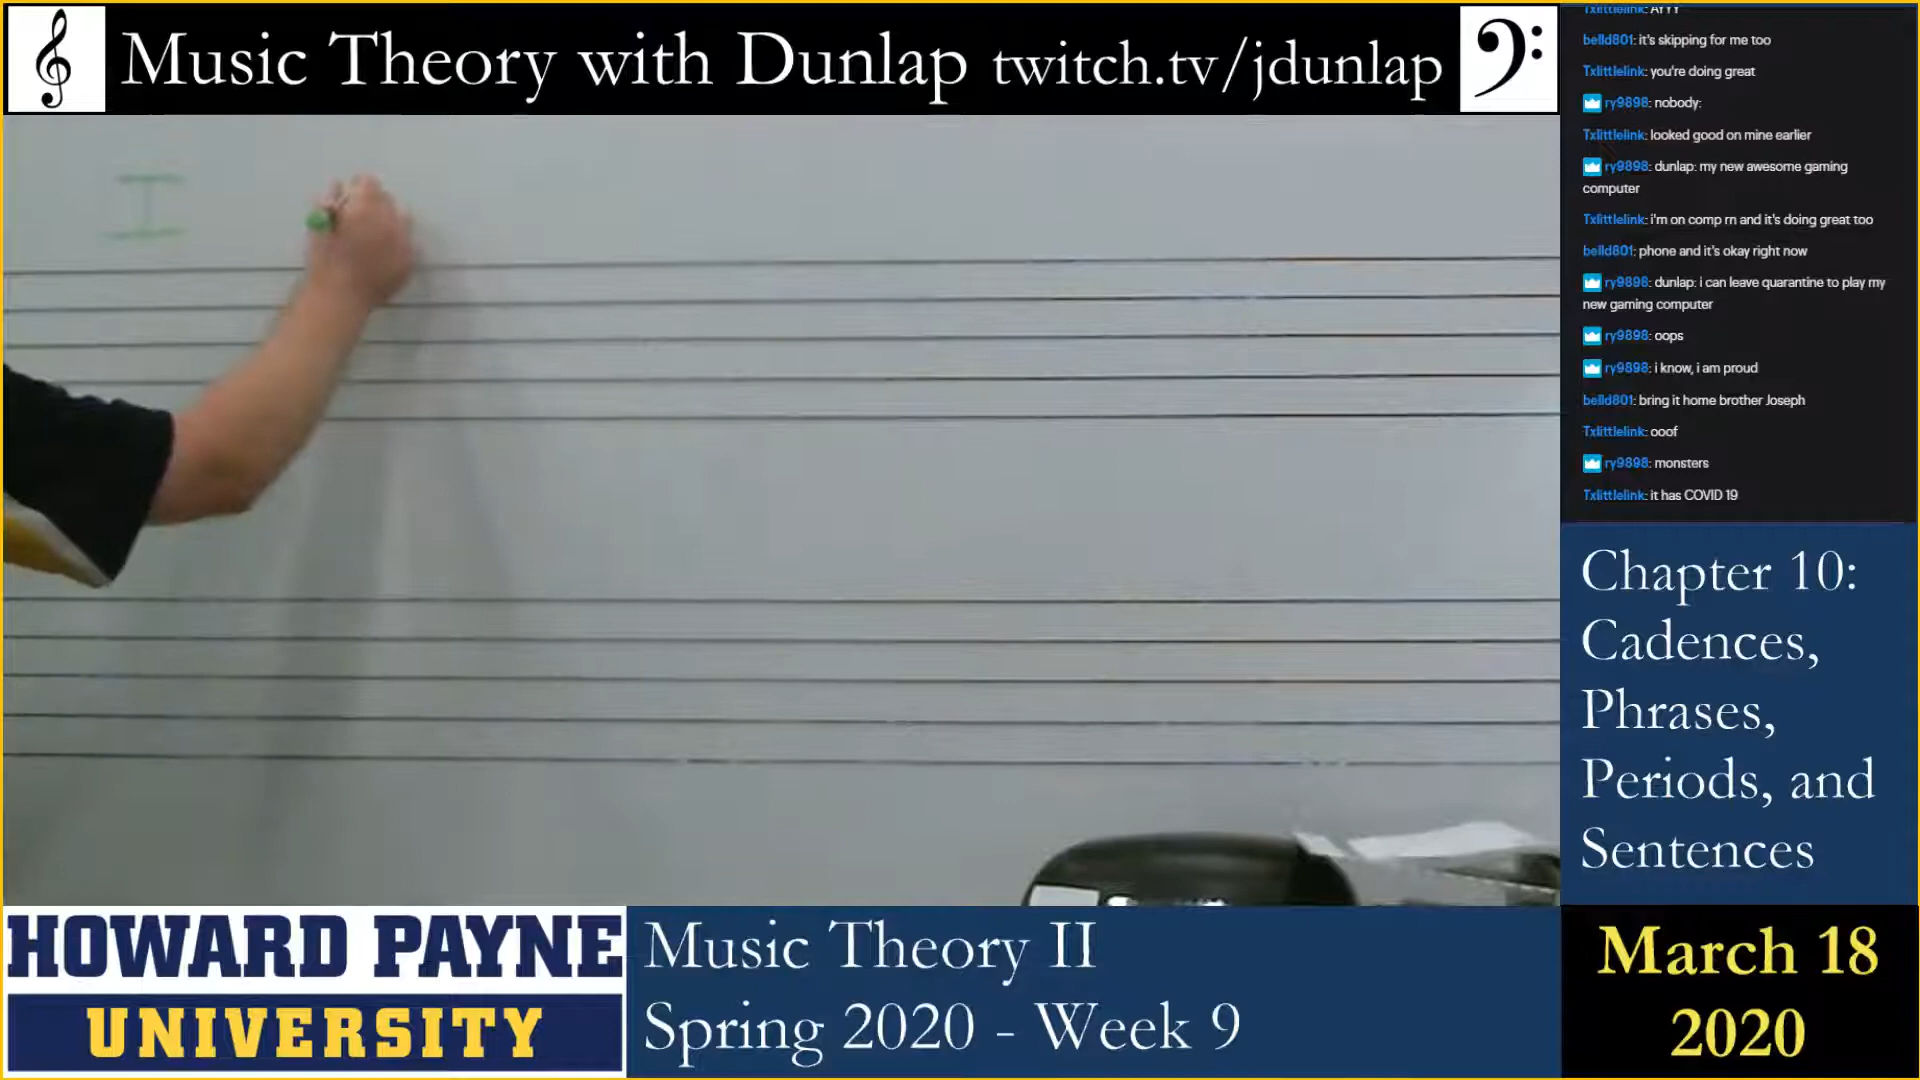 Music Theory with Dunlap twitch.tv/jdunlap
I
Txlittlelink: AYYY
belld801: it's skipping for me too
Txlittlelink: you're doing great
ry9898: nobody:
Txlittlelink: looked good on mine earlier
ry9898: dunlap: my new awesome gaming
computer
Txlittlelink: i'm on comp rn and it's doing great too
belld801: phone and it's okay right now
ry9898: dunlap: i can leave quarantine to play my
new gaming computer
ry9898: oops
ry9898: i know, i am proud
belld801: bring it home brother Joseph
Txlittlelink: ooof
ry9898: monsters
Txlittlelink: it has COVID 19
Chapter 10:
Cadences,
Phrases,
Periods, and
Sentences
HOWARD PAYNE
UNIVERSITY
Music Theory II
Spring 2020 - Week 9
March 18
2020